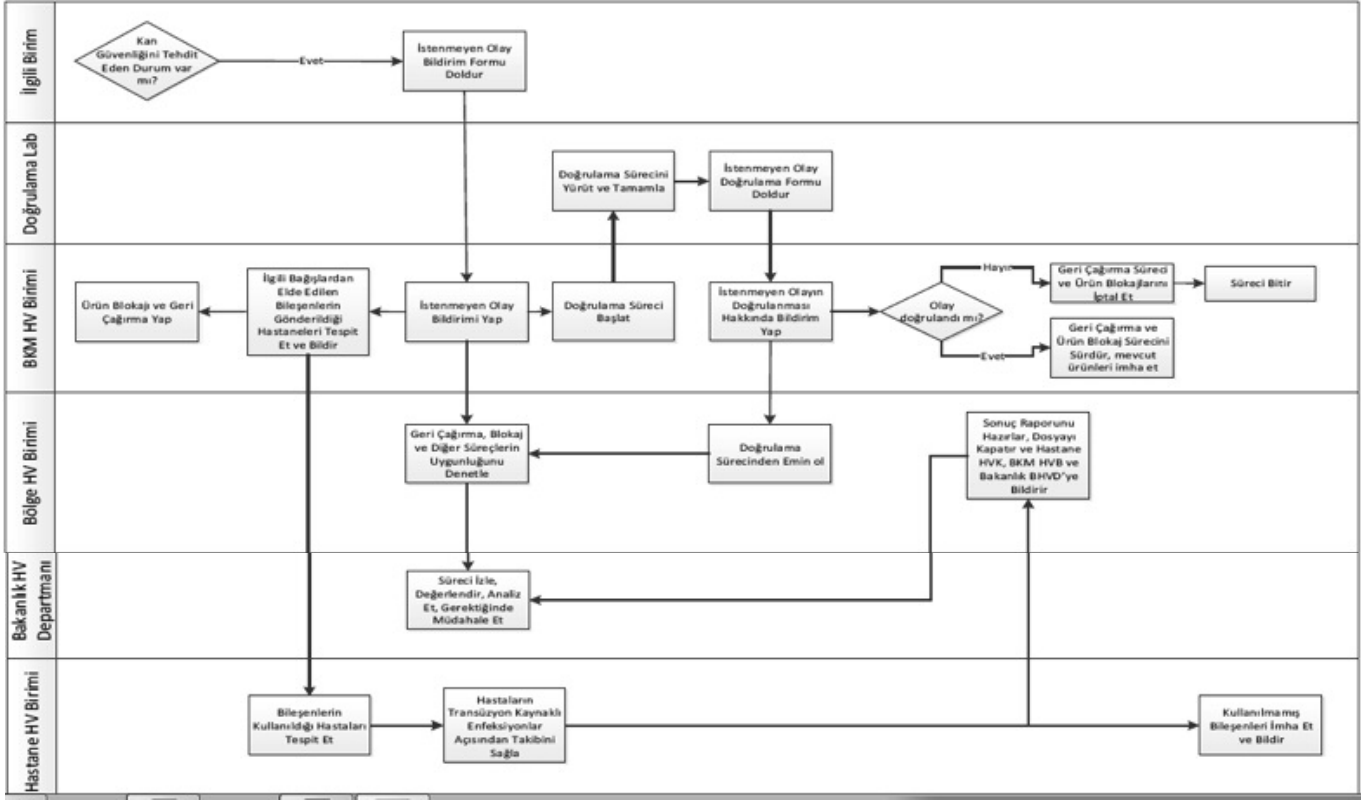 İlgili Birim
Kan
Güvenliğini Tehdit
Eden Durum var
mı?
Evet
İstenmeyen Olay
Bildirim Formu
Doldur
Doğrulama Lab
Doğrulama Sürecini
Yürüt ve Tamamla
İstenmeyen Olay
Doğrulama Formu
Doldur
BKM HV Birimi
Ürün Blokajı ve Geri
Çağırma Yap
İlgili Bağışlardan
Elde Edilen
Bileşenlerin
Gönderildiği
Hastaneleri Tespit
Et ve Bildir
İstenmeyen Olay
Bildirimi Yap
Doğrulama Süreci
Başlat
İstenmeyen Olayın
Doğrulanması
Hakkında Bildirim
Yap
Olay
doğrulandı mı?
Hayır
Geri Çağırma Süreci
ve Ürün Blokajlarını
İptal Et
Süreci Bitir
Evet
Geri Çağırma ve
Ürün Blokaj Sürecini
Sürdür, mevcut
ürünleri imha et
Bölge HV Birimi
Geri Çağırma, Blokaj
ve Diğer Süreçlerin
Uygunluğunu
Denetle
Doğrulama
Sürecinden Emin ol
Sonuç Raporunu
Hazırlar, Dosyayı
Kapatır ve Hastane
HVK, BKM HVB ve
Bakanlık BHVD'ye
Bildirir
Bakanlık HV
Departmanı
Süreci İzle,
Değerlendir, Analiz
Et, Gerektiğinde
Müdahale Et
Hastane HV Birimi
Bileşenlerin
Kullanıldığı Hastaları
Tespit Et
Hastaların
Transüzyon Kaynaklı
Enfeksiyonlar
Açısından Takibini
Sağla
Kullanılmamış
Bileşenleri İmha Et
ve Bildir